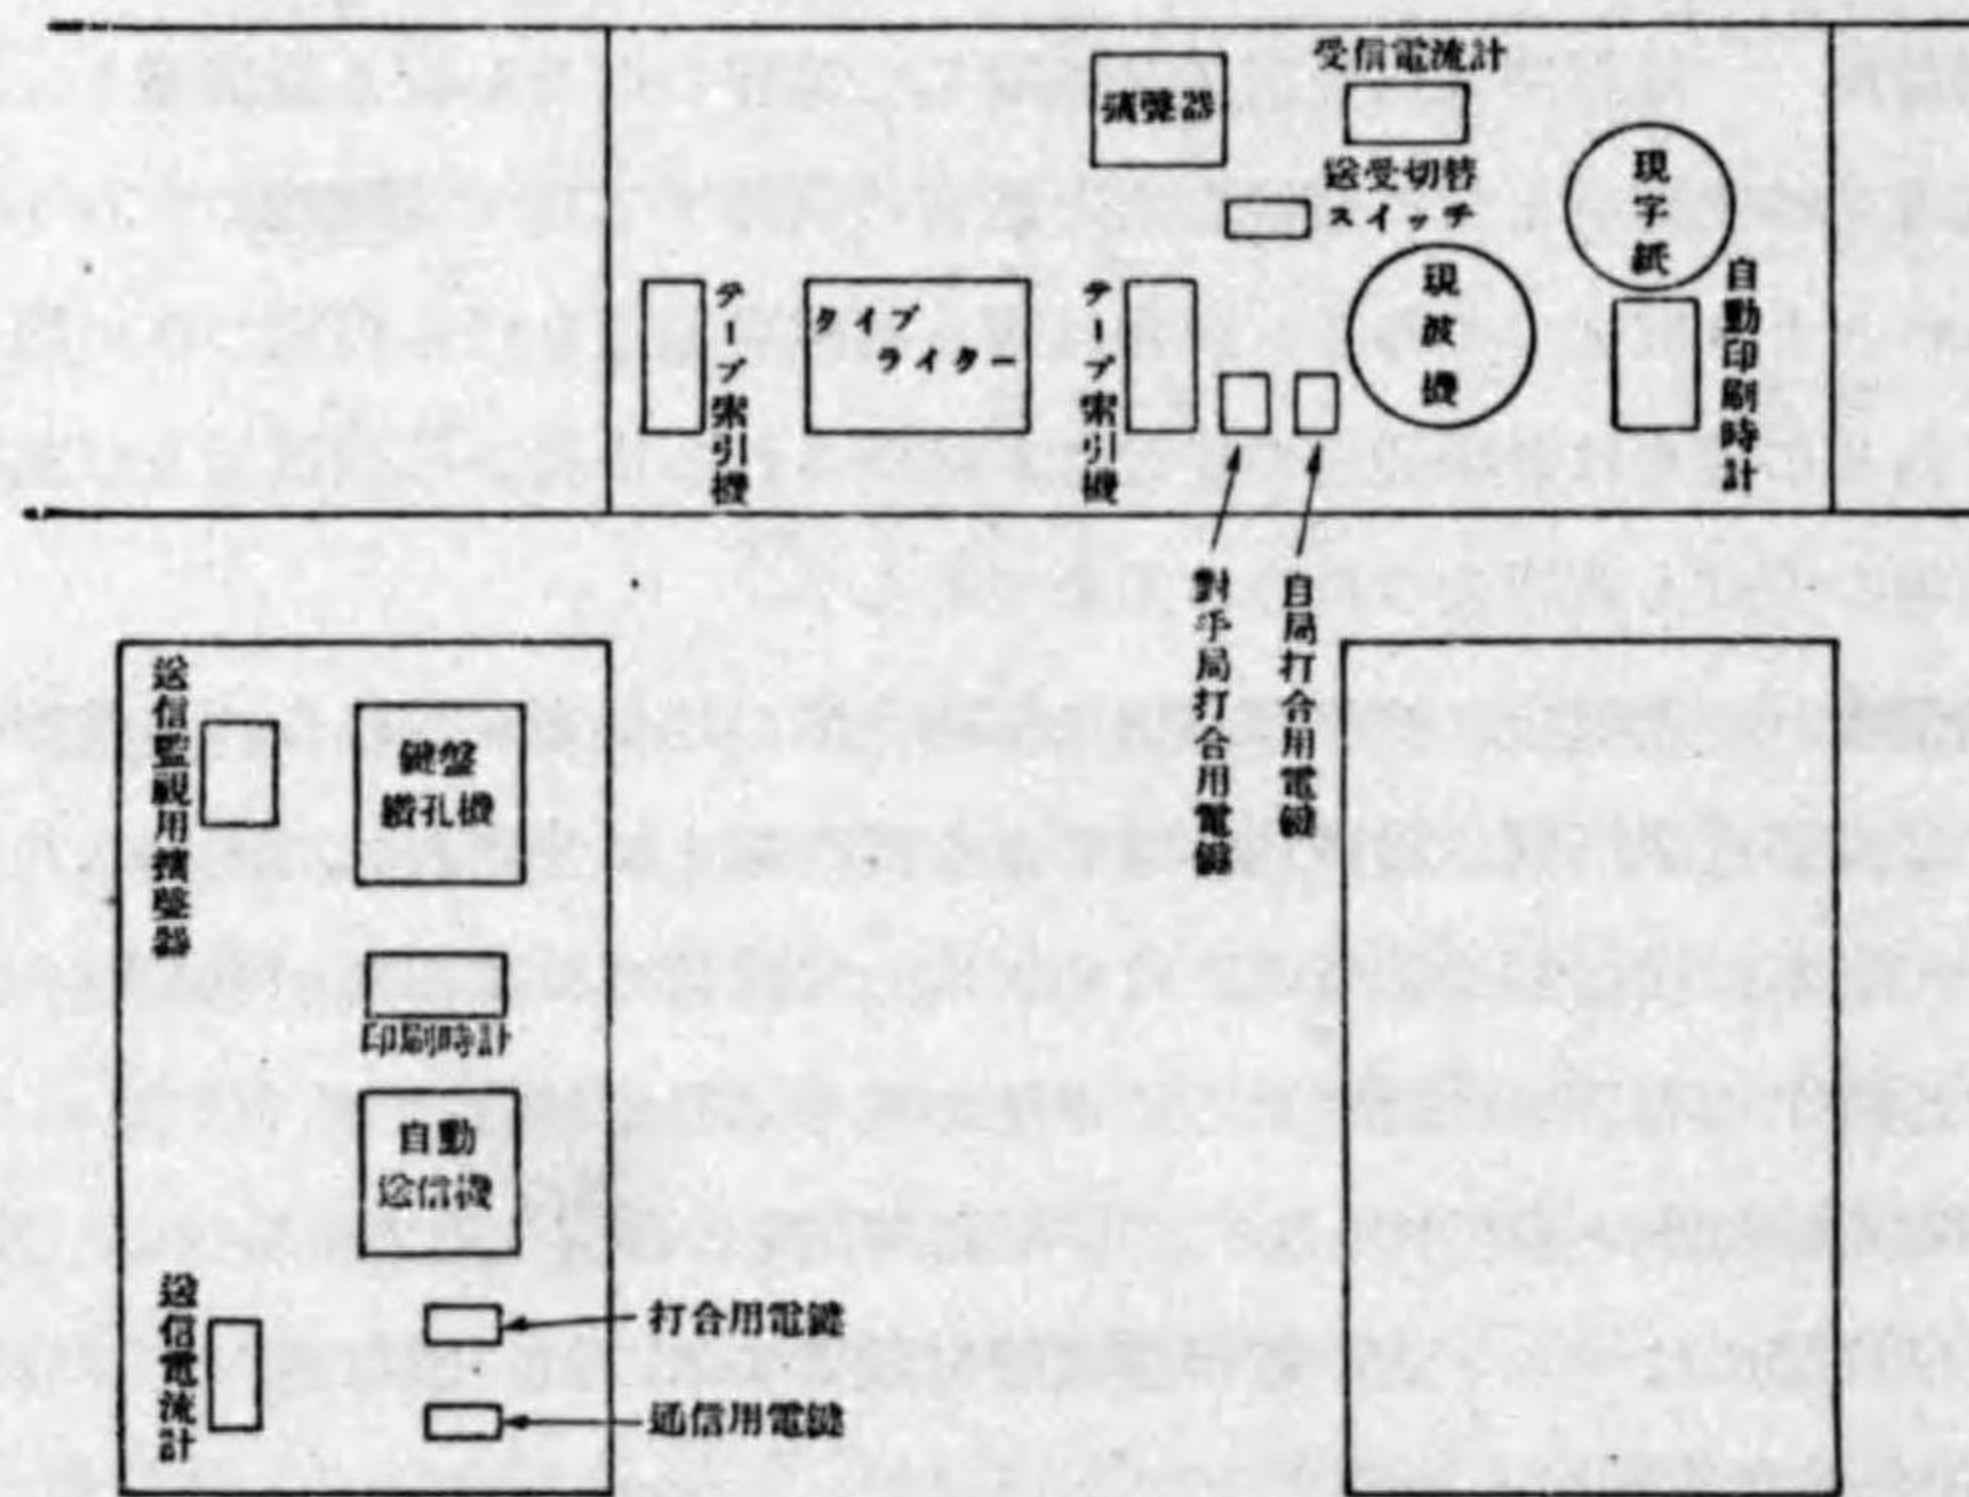 受信電流計
擴聲器
送受切替
スイッチ
現字紙
自動印刷時計
現波機
テープ索引機
タイプ
ライター
テープ索引機
對手局打合用電鍵
自局打合用電鍵
送信監視用擴聲器
鍵盤
鑽孔機
印刷時計
自動
送信機
送信電流計
打合用電鍵
通信用電鍵